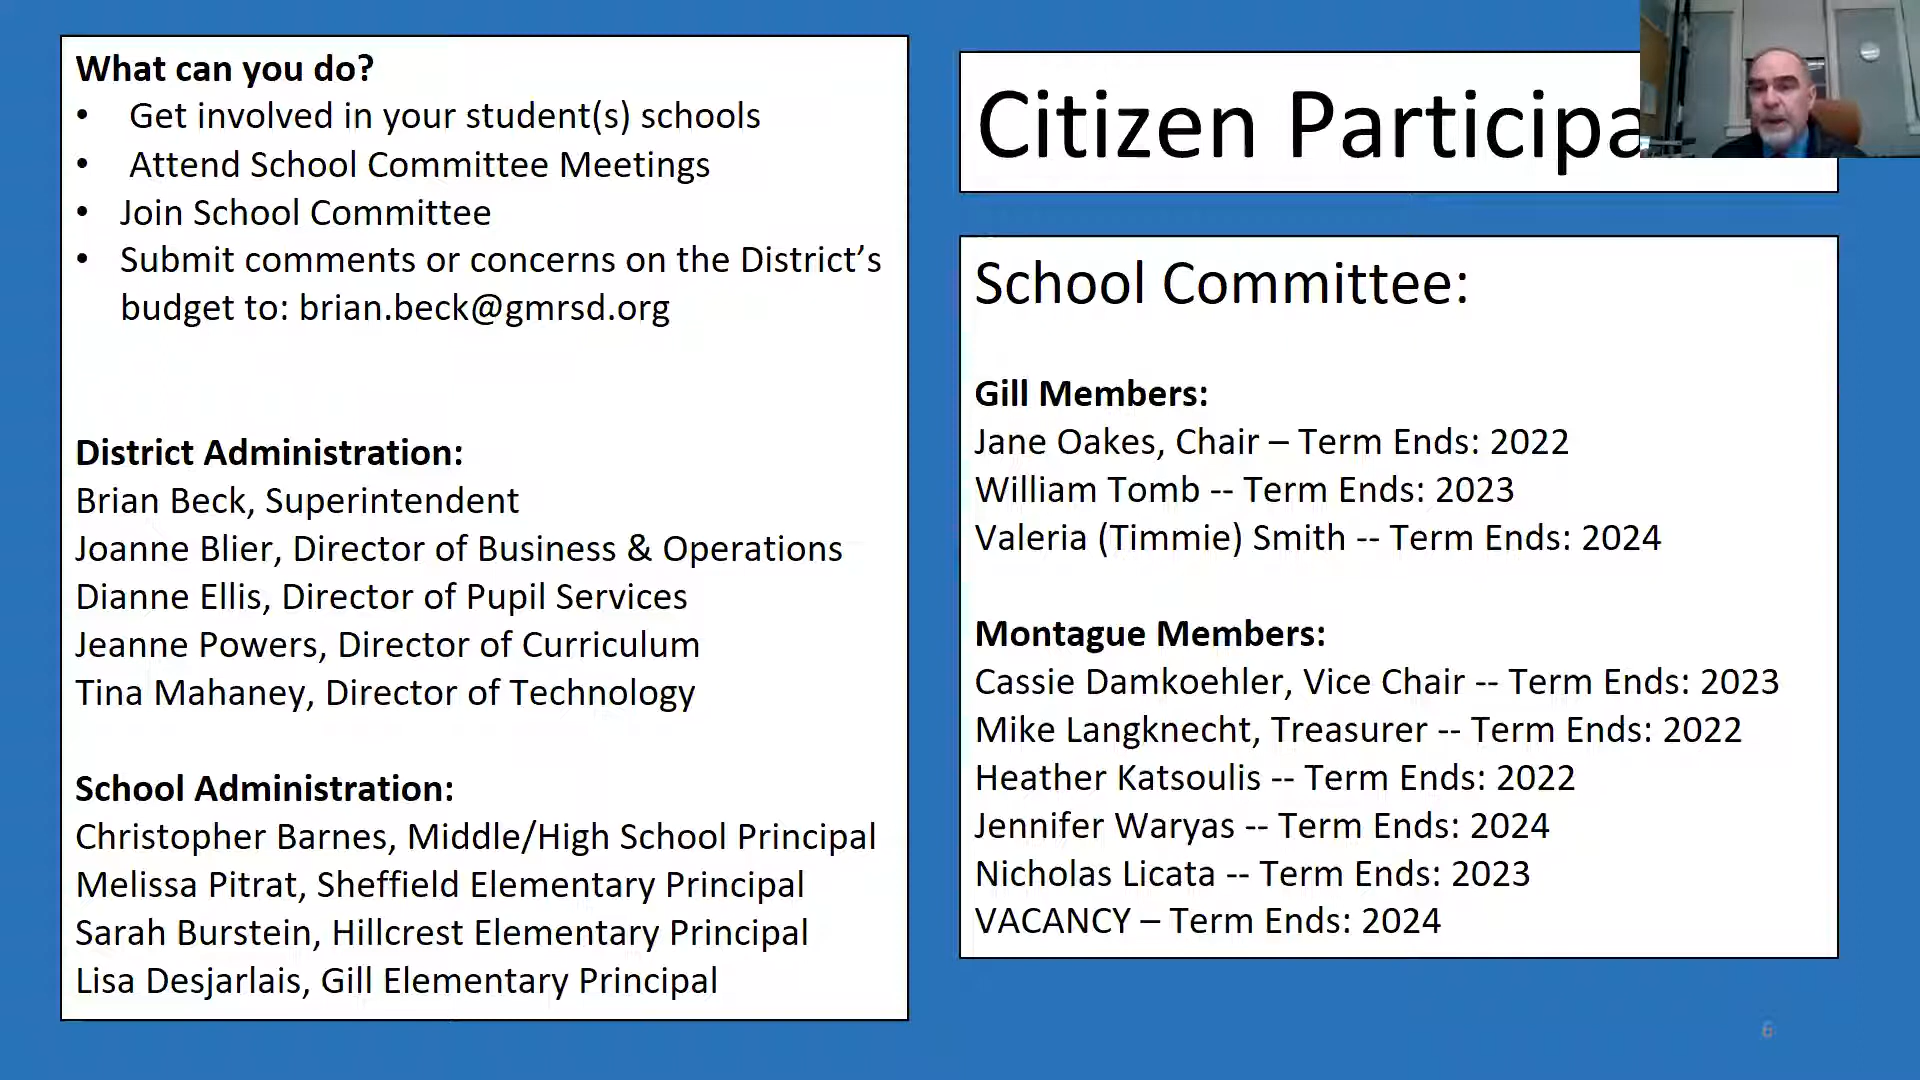 What can you do?
• Get involved in your student(s) schools
• Attend School Committee Meetings
• Join School Committee
• Submit comments or concerns on the District’s
budget to: brian.beck@gmrsd.org
District Administration:
Brian Beck, Superintendent
Joanne Blier, Director of Business & Operations
Dianne Ellis, Director of Pupil Services
Jeanne Powers, Director of Curriculum
Tina Mahaney, Director of Technology
School Administration:
Christopher Barnes, Middle/High School Principal
Melissa Pitrat, Sheffield Elementary Principal
Sarah Burstein, Hillcrest Elementary Principal
Lisa Desjarlais, Gill Elementary Principal
Citizen Participa
School Committee:
Gill Members:
Jane Oakes, Chair – Term Ends: 2022
William Tomb -- Term Ends: 2023
Valeria (Timmie) Smith -- Term Ends: 2024
Montague Members:
Cassie Damkoehler, Vice Chair -- Term Ends: 2023
Mike Langknecht, Treasurer -- Term Ends: 2022
Heather Katsoulis -- Term Ends: 2022
Jennifer Waryas -- Term Ends: 2024
Nicholas Licata -- Term Ends: 2023
VACANCY – Term Ends: 2024
6